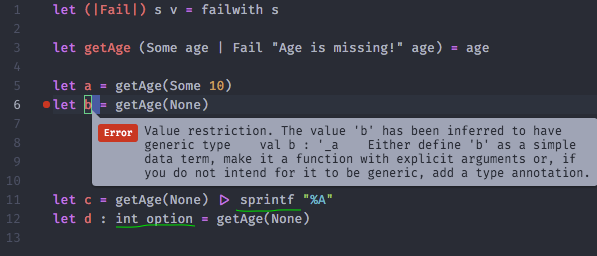 1 let (|Fail|) s v = failwith s
2
3 let getAge (Some age | Fail "Age is missing!" age) = age
4
5 let a = getAge(Some 10)
6 let b = getAge(None)
7
Error Value restriction. The value 'b' has been inferred to have
8 generic type    val b : '_a    Either define 'b' as a simple
9 data term, make it a function with explicit arguments or, if
10 you do not intend for it to be generic, add a type annotation.
11 let c = getAge(None) ▷ sprintf "%A"
12 let d : int option = getAge(None)
13